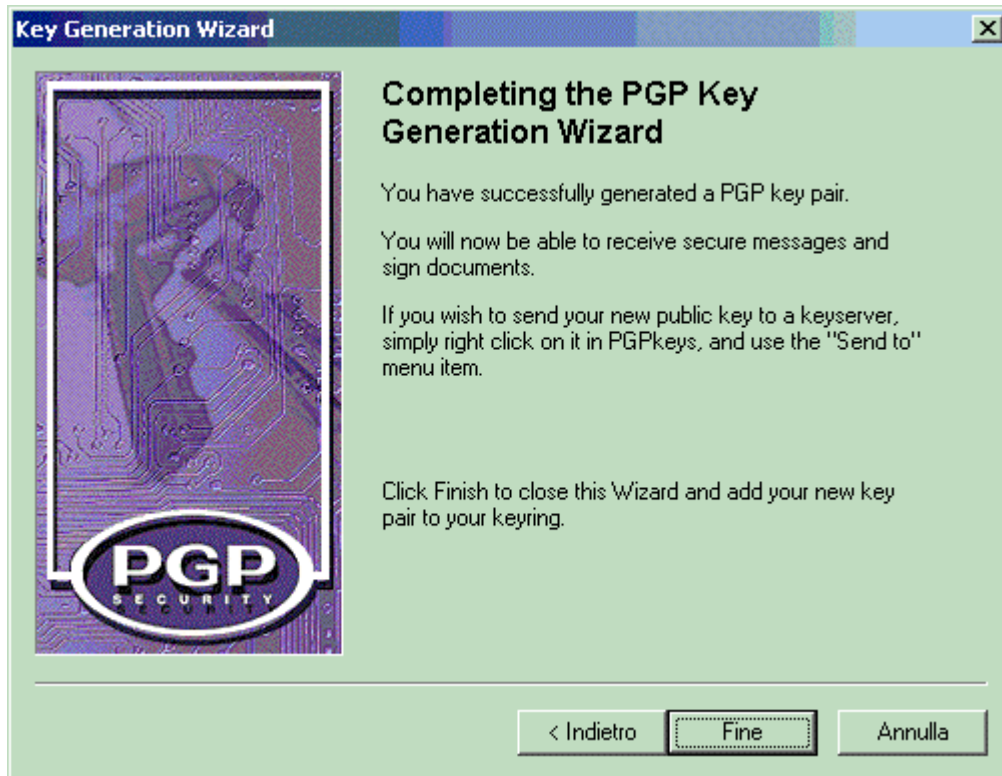 Key Generation Wizard
Completing the PGP Key
Generation Wizard
You have successfully generated a PGP key pair.
You will now be able to receive secure messages and
sign documents.
If you wish to send your new public key to a keyserver,
simply right click on it in PGPkeys, and use the "Send to"
menu item.
Click Finish to close this Wizard and add your new key
pair to your keyring.
PGP
SECURITY
< Indietro
Fine
Annulla